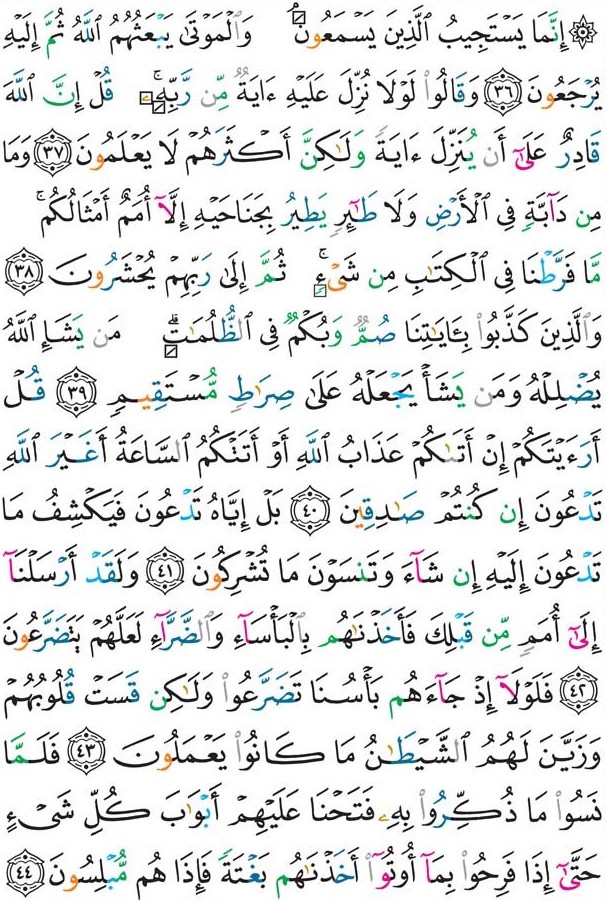 ۞ إِنَّمَا يَسْتَجِيبُ ٱلَّذِينَ يَسْمَعُونَۘ وَٱلْمَوْتَىٰ يَبْعَثُهُمُ ٱللَّهُ ثُمَّ إِلَيْهِ
يُرْجَعُونَ ٣٦ وَقَالُوا۟ لَوْلَا نُزِّلَ عَلَيْهِ ءَايَةٌ مِّن رَّبِّهِۦۚ قُلْ إِنَّ ٱللَّهَ
قَادِرٌ عَلَىٰٓ أَن يُنَزِّلَ ءَايَةً وَلَٰكِنَّ أَكْثَرَهُمْ لَا يَعْلَمُونَ ٣٧ وَمَا
مِن دَآبَّةٍ فِى ٱلْأَرْضِ وَلَا طَٰٓئِرٍ يَطِيرُ بِجَنَاحَيْهِ إِلَّآ أُمَمٌ أَمْثَالُكُمۚ
مَّا فَرَّطْنَا فِى ٱلْكِتَٰبِ مِن شَىْءٍۚ ثُمَّ إِلَىٰ رَبِّهِمْ يُحْشَرُونَ ٣٨
وَٱلَّذِينَ كَذَّبُوا۟ بِـَٔايَٰتِنَا صُمٌّ وَبُكْمٌ فِى ٱلظُّلُمَٰتِۗ مَن يَشَإِ ٱللَّهُ
يُضْلِلْهُ وَمَن يَشَأْ يَجْعَلْهُ عَلَىٰ صِرَٰطٍ مُّسْتَقِيمٍ ٣٩ قُلْ
أَرَءَيْتَكُمْ إِنْ أَتَىٰكُمْ عَذَابُ ٱللَّهِ أَوْ أَتَتْكُمُ ٱلسَّاعَةُ أَغَيْرَ ٱللَّهِ
تَدْعُونَ إِن كُنتُمْ صَٰدِقِينَ ٤٠ بَلْ إِيَّاهُ تَدْعُونَ فَيَكْشِفُ مَا
تَدْعُونَ إِلَيْهِ إِن شَآءَ وَتَنسَوْنَ مَا تُشْرِكُونَ ٤١ وَلَقَدْ أَرْسَلْنَآ
إِلَىٰٓ أُمَمٍ مِّن قَبْلِكَ فَأَخَذْنَٰهُم بِٱلْبَأْسَآءِ وَٱلضَّرَّآءِ لَعَلَّهُمْ يَتَضَرَّعُونَ
٤٢ فَلَوْلَآ إِذْ جَآءَهُم بَأْسُنَا تَضَرَّعُوا۟ وَلَٰكِن قَسَتْ قُلُوبُهُمْ
وَزَيَّنَ لَهُمُ ٱلشَّيْطَٰنُ مَا كَانُوا۟ يَعْمَلُونَ ٤٣ فَلَمَّا
نَسُوا۟ مَا ذُكِّرُوا۟ بِهِۦ فَتَحْنَا عَلَيْهِمْ أَبْوَٰبَ كُلِّ شَىْءٍ
حَتَّىٰٓ إِذَا فَرِحُوا۟ بِمَآ أُوتُوٓا۟ أَخَذْنَٰهُم بَغْتَةً فَإِذَا هُم مُّبْلِسُونَ ٤٤